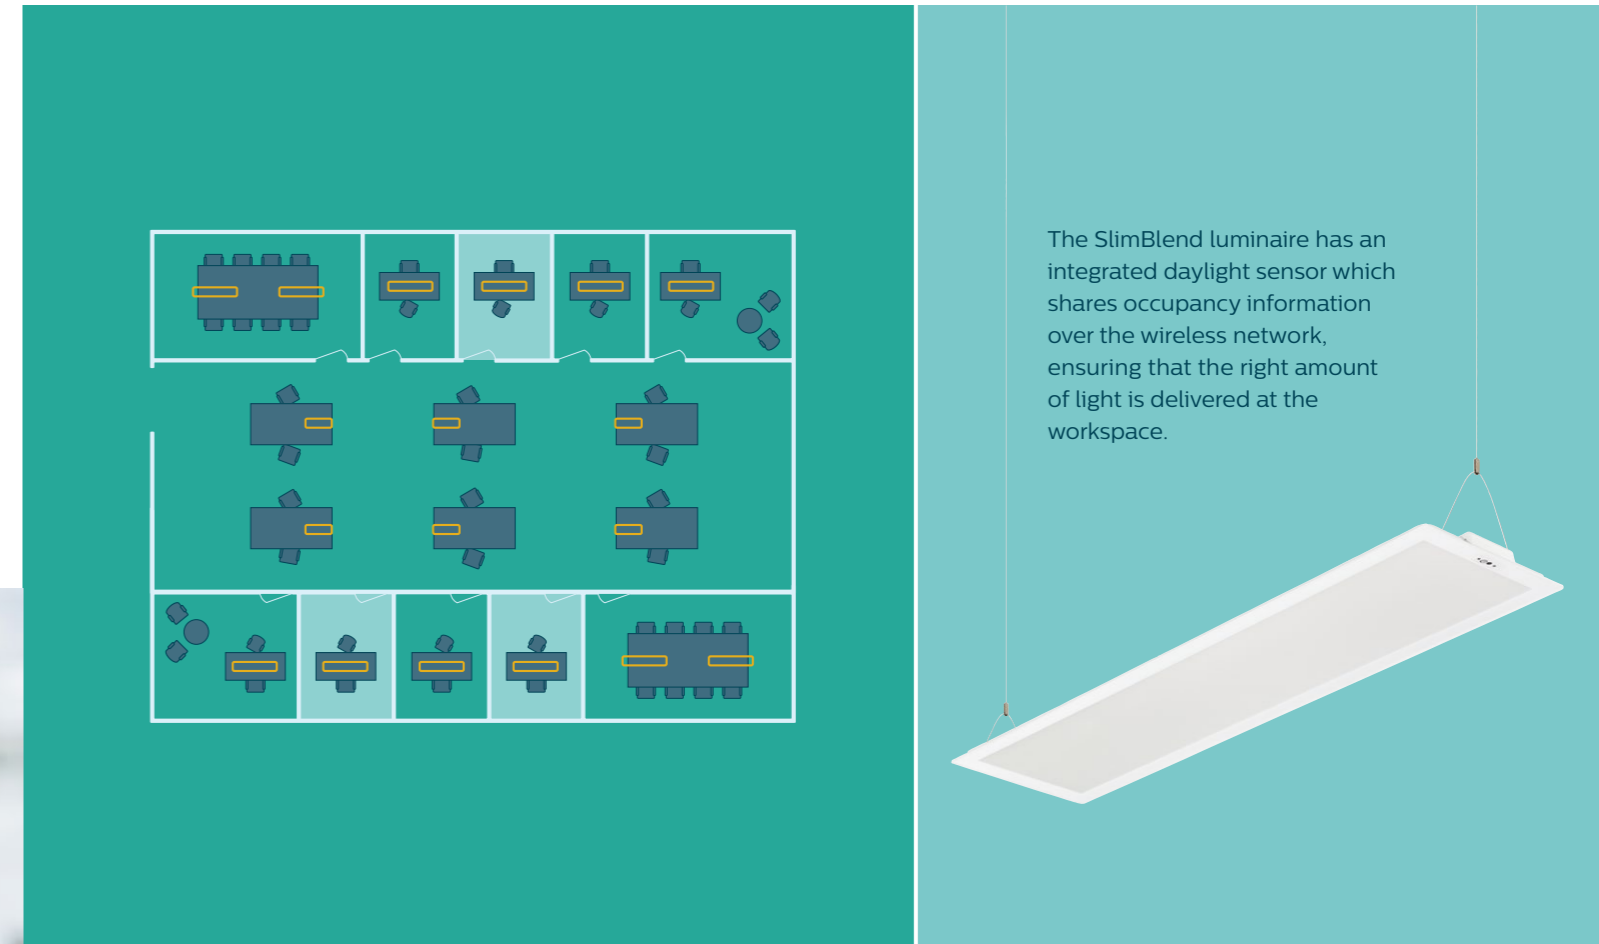 The SlimBlend luminaire has an
integrated daylight sensor which
shares occupancy information
over the wireless network,
ensuring that the right amount
of light is delivered at the
workspace.